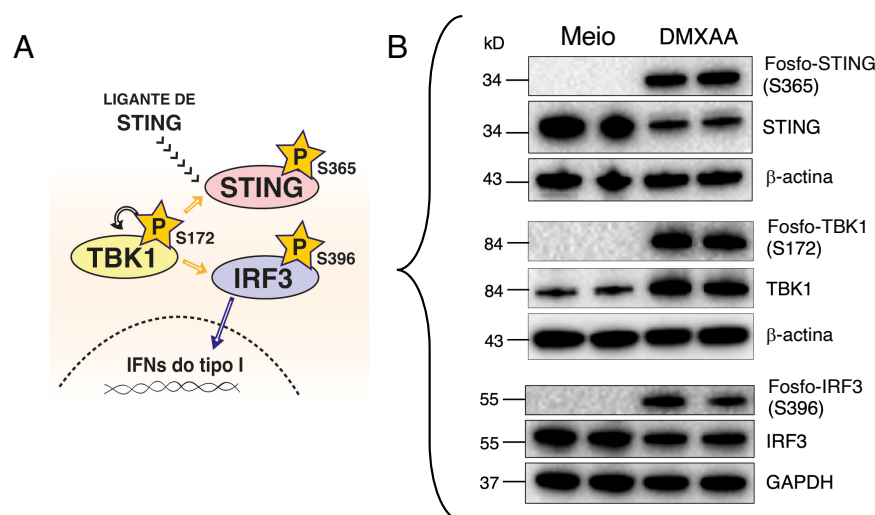 A
LIGANTE DE
STING
P
S365
STING
P
S172
TBK1
P
S396
IRF3
IFNs do tipo I
B
kD
Meio
DMXAA
34
Fosfo-STING
(S365)
34
STING
43
β-actina
84
Fosfo-TBK1
(S172)
84
TBK1
43
β-actina
55
Fosfo-IRF3
(S396)
55
IRF3
37
GAPDH